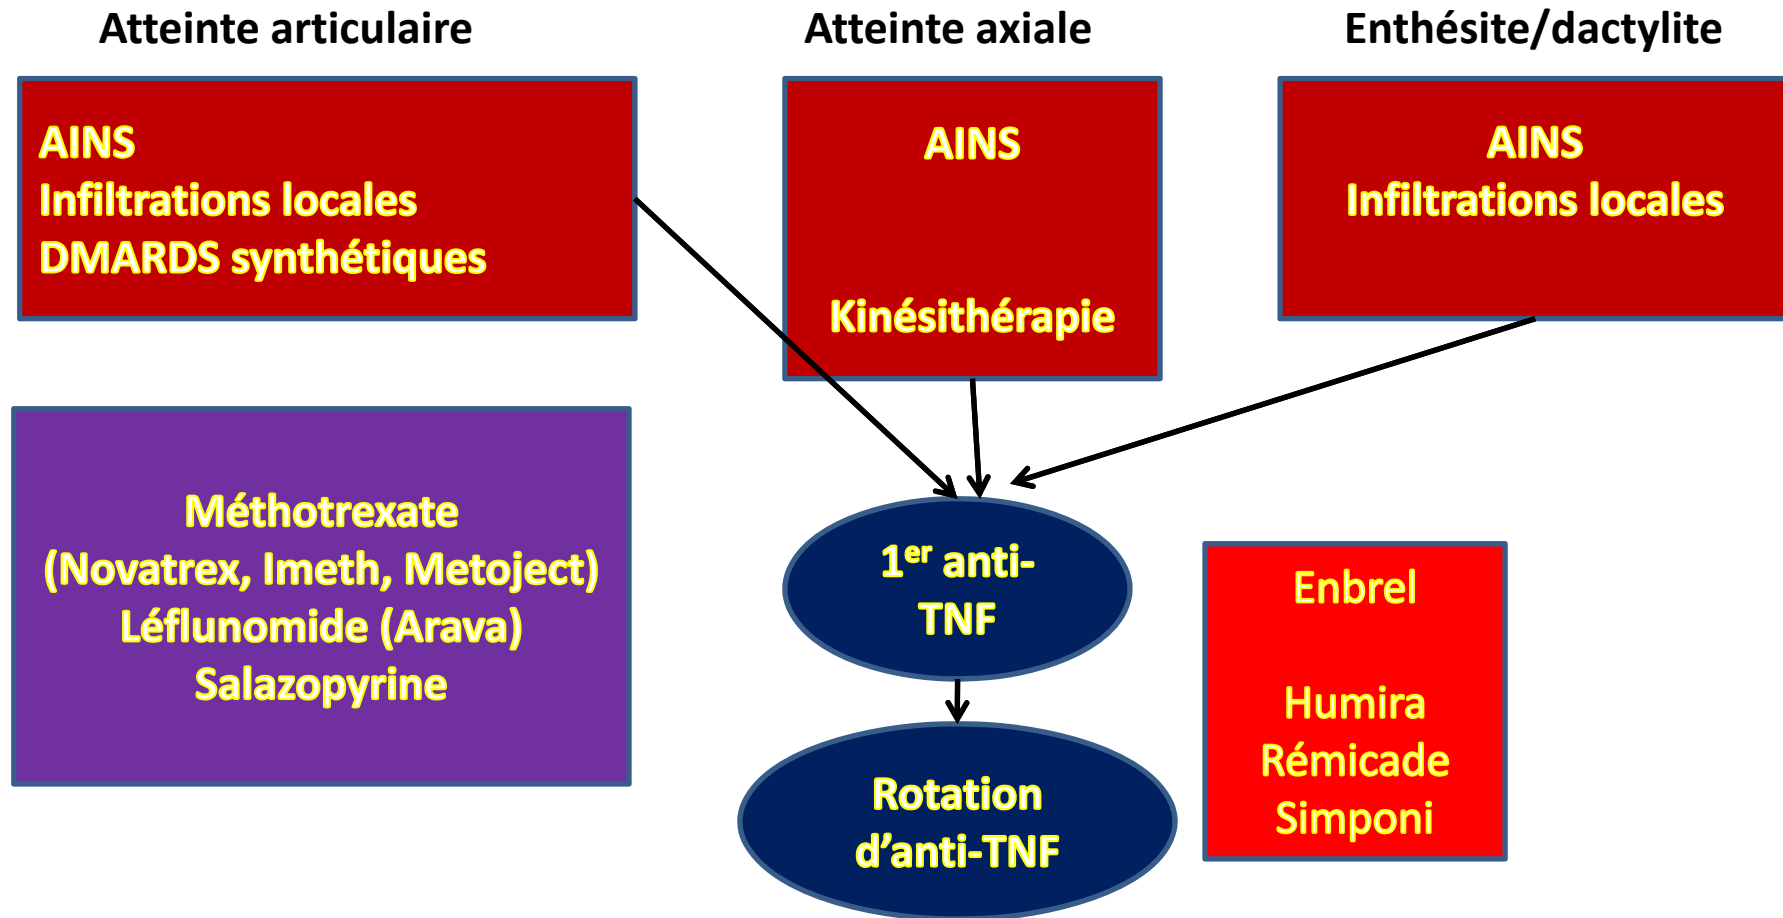 Atteinte articulaire
Atteinte axiale
Enthésite/dactylite
AINS
Infiltrations locales
DMARDS synthétiques
AINS
Kinésithérapie
AINS
Infiltrations locales
Méthotrexate
(Novatrex, Imeth, Metoject)
Léflunomide (Arava)
Salazopyrine
1er anti-
TNF
Rotation
d’anti-TNF
Enbrel
Humira
Rémicade
Simponi